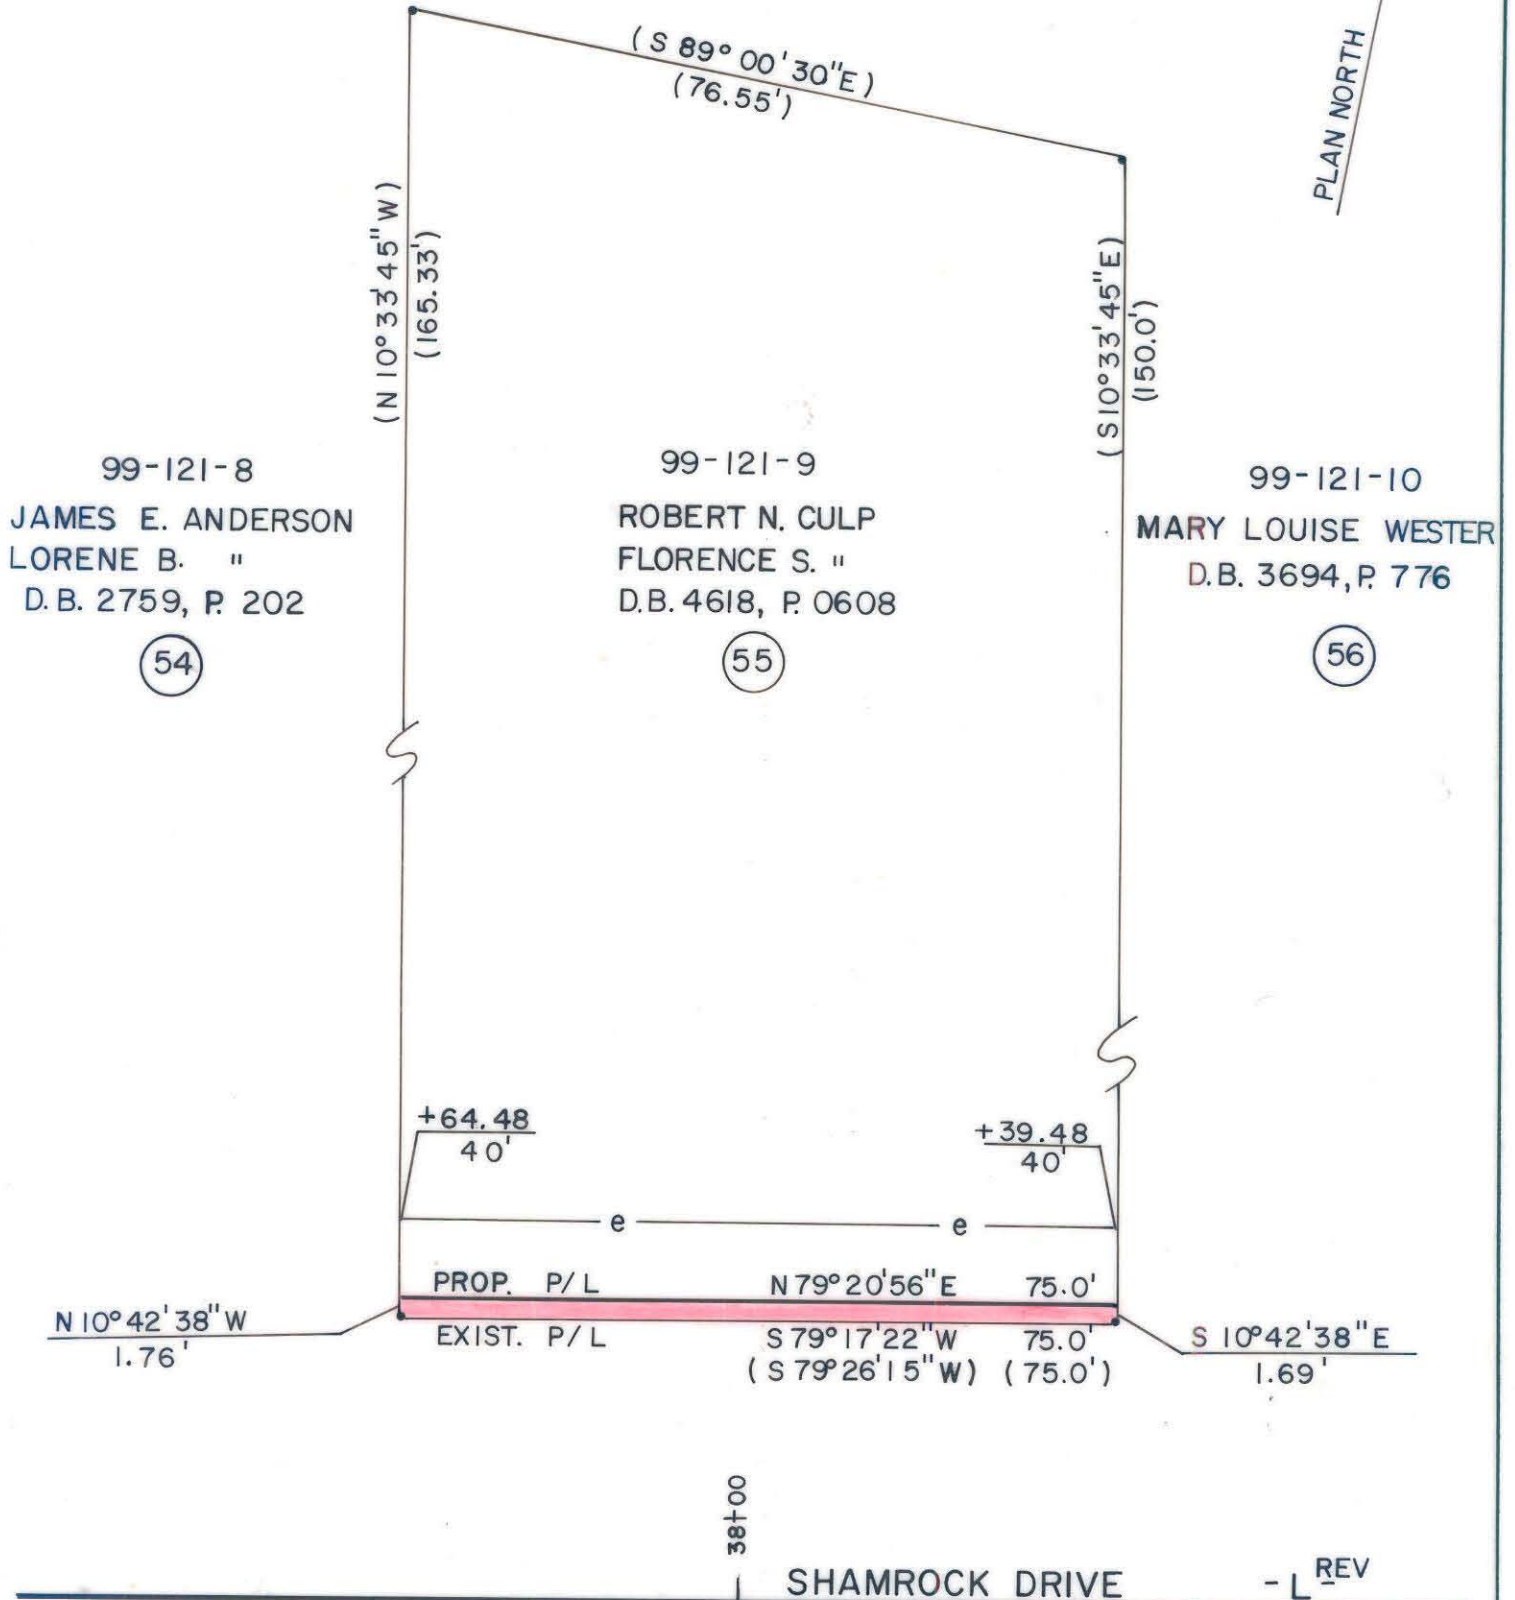 (S 89° 00' 30"E)
(76.55')
PLAN NORTH
(N 10° 33' 45" W)
(165.33')
(S 10° 33' 45"E)
(150.0')
99-121-8
JAMES E. ANDERSON
LORENE B. "
D.B. 2759, P. 202
54
99-121-9
ROBERT N. CULP
FLORENCE S. "
D.B. 4618, P. 0608
55
99-121-10
MARY LOUISE WESTER
D.B. 3694, P. 776
56
+64.48
40'
+39.48
40'
e e
PROP. P/L N 79° 20' 56" E 75.0'
EXIST. P/L S 79° 17' 22" W 75.0'
(S 79° 26' 15" W) (75.0')
N 10° 42' 38" W
1.76'
S 10° 42' 38" E
1.69'
38+00
SHAMROCK DRIVE -L REV